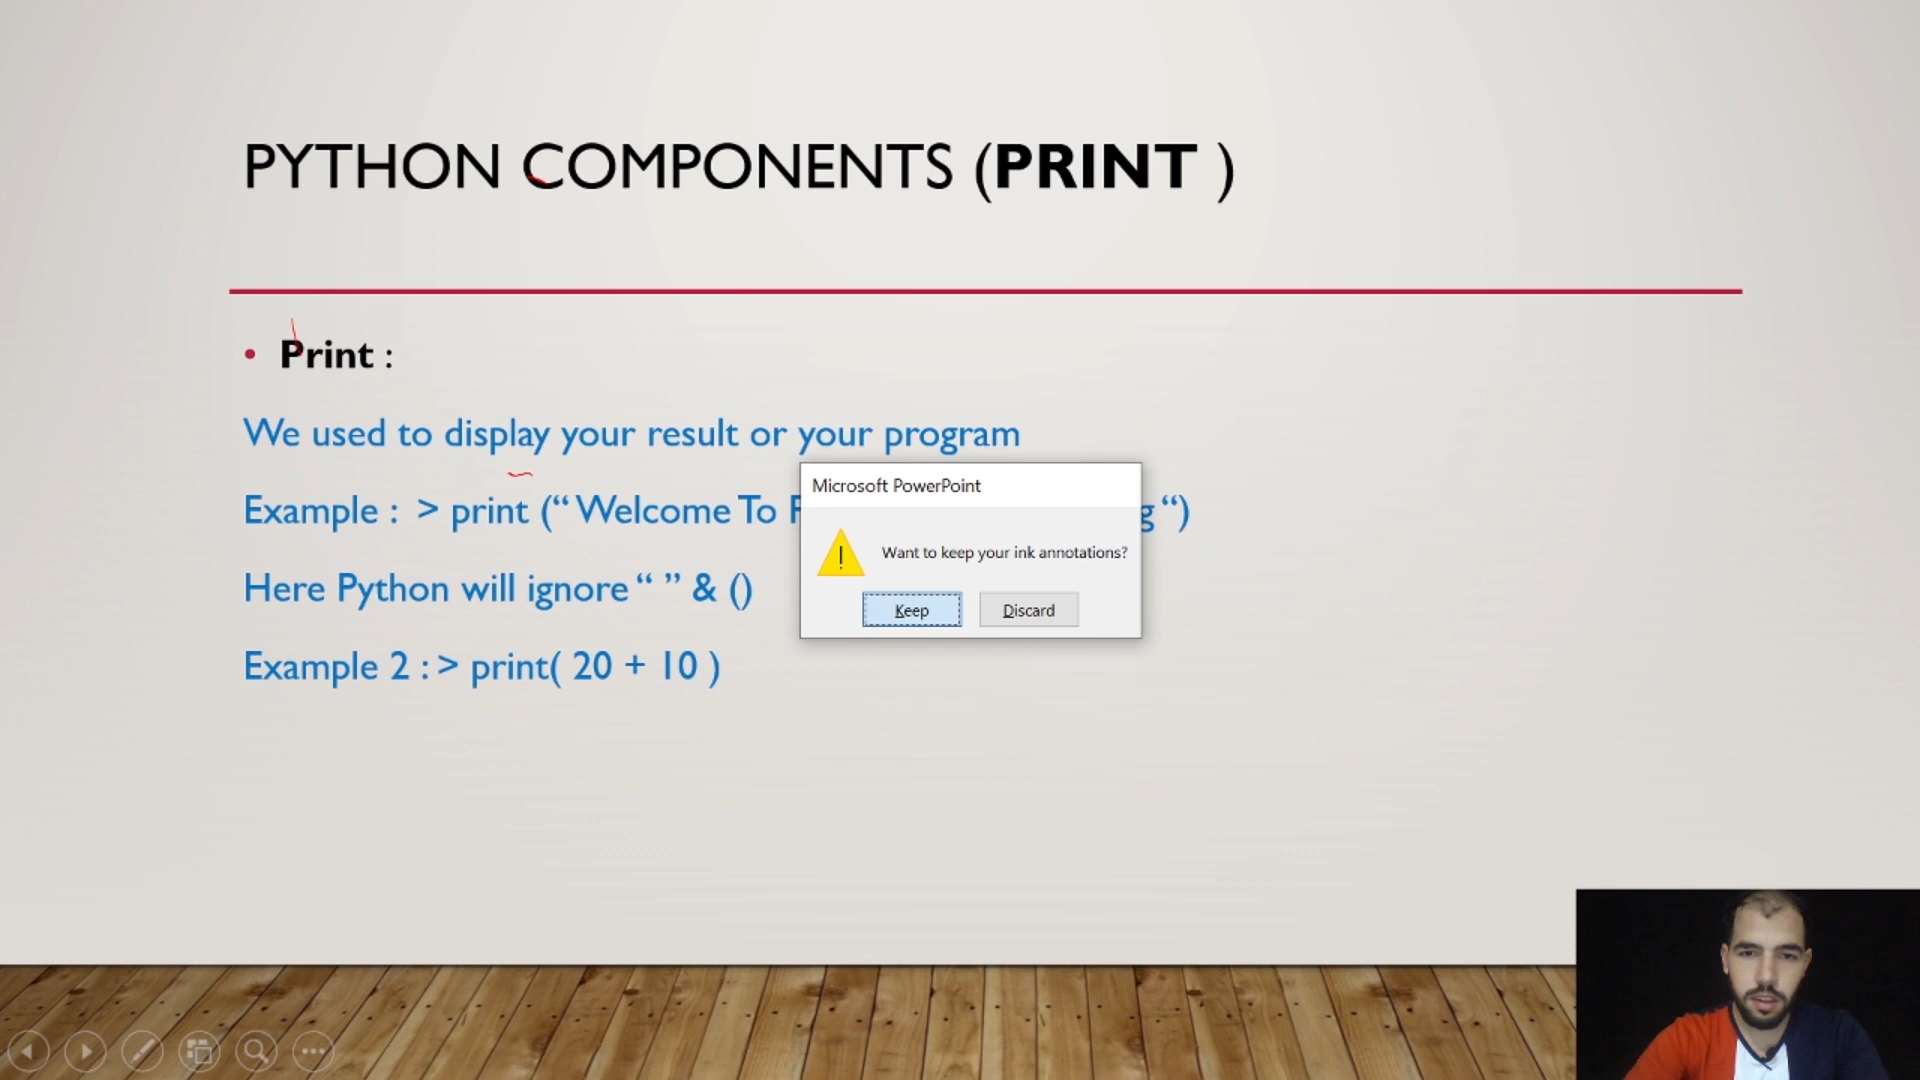 PYTHON COMPONENTS (PRINT )
• Print :
We used to display your result or your program
Example : > print (“ Welcome To g “)
Here Python will ignore “ ” & ()
Example 2 : > print( 20 + 10 )
Microsoft PowerPoint
Want to keep your ink annotations?
Keep Discard